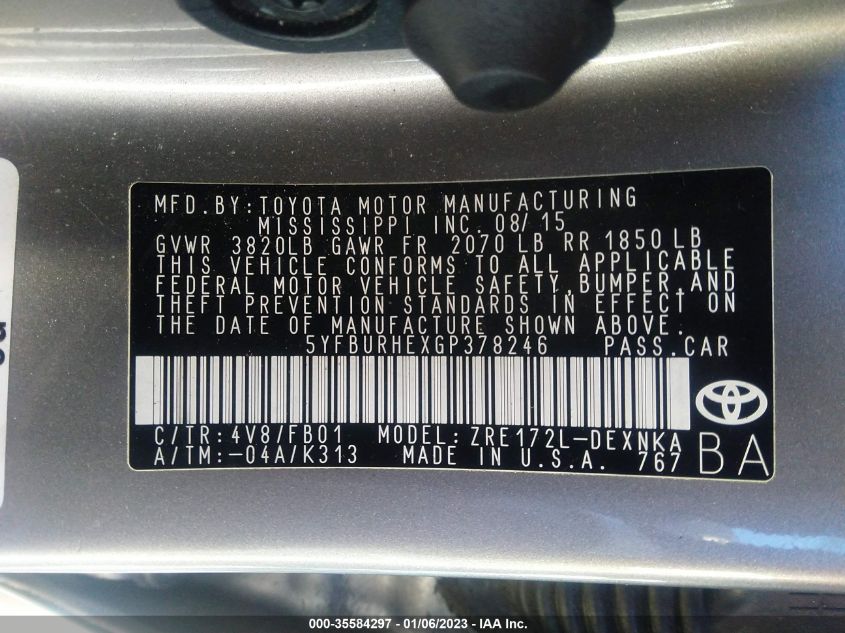 MFD.BY:TOYOTA MOTOR MANUFACTURING
MISSISSIPPI INC. 08/15
GVWR 3820LB GAWR FR 2070 LB RR 1850 LB
THIS VEHICLE CONFORMS TO ALL APPLICABLE
FEDERAL MOTOR VEHICLE SAFETY,BUMPER,AND
THEFT PREVENTION STANDARDS IN EFFECT ON
THE DATE OF MANUFACTURE SHOWN ABOVE.
5YFBURHEXGP378246 PASS.CAR
C/TR:4V8/FB01 MODEL:ZRE172L-DEXNKA
A/TM:-04A/K313 MADE IN U.S.A. 767
BA
000-35584297 - 01/06/2023 - IAA Inc.